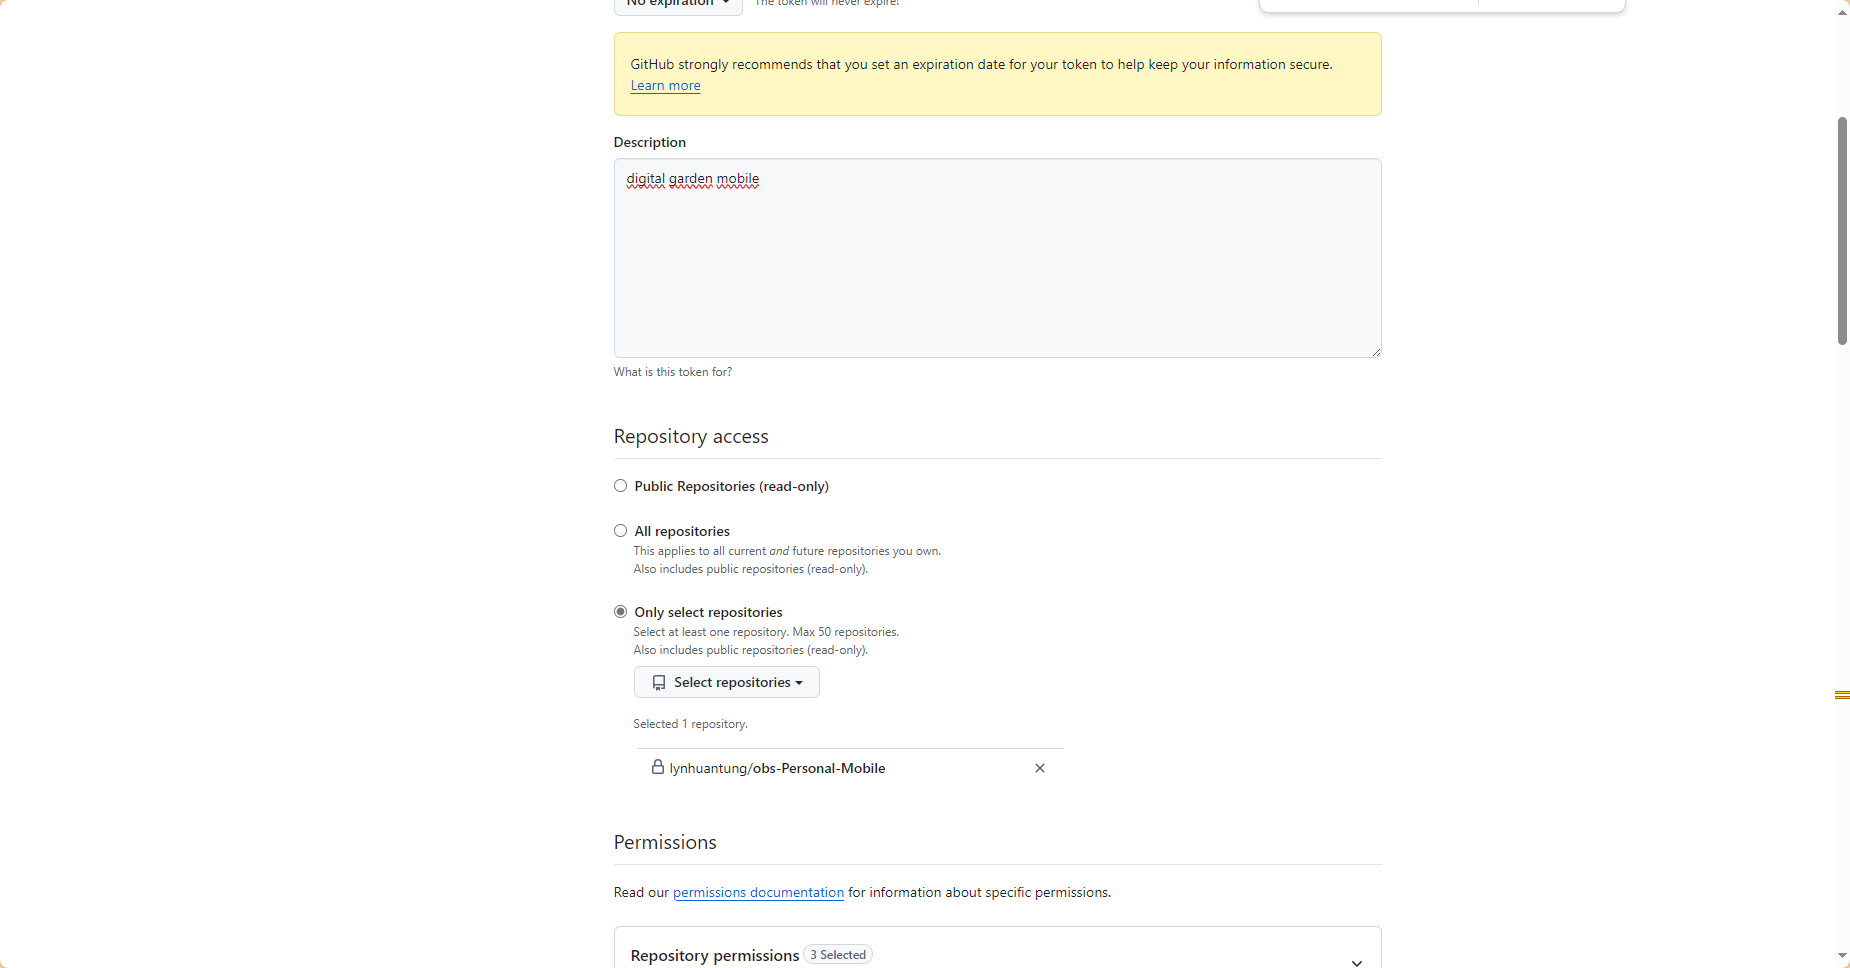 No expiration The token will never expire!
GitHub strongly recommends that you set an expiration date for your token to help keep your information secure.
Learn more
Description
digital garden mobile
What is this token for?
Repository access
Public Repositories (read-only)
All repositories
This applies to all current and future repositories you own.
Also includes public repositories (read-only).
Only select repositories
Select at least one repository. Max 50 repositories.
Also includes public repositories (read-only).
Select repositories
Selected 1 repository.
lynhuantung/obs-Personal-Mobile
Permissions
Read our permissions documentation for information about specific permissions.
Repository permissions 3 Selected